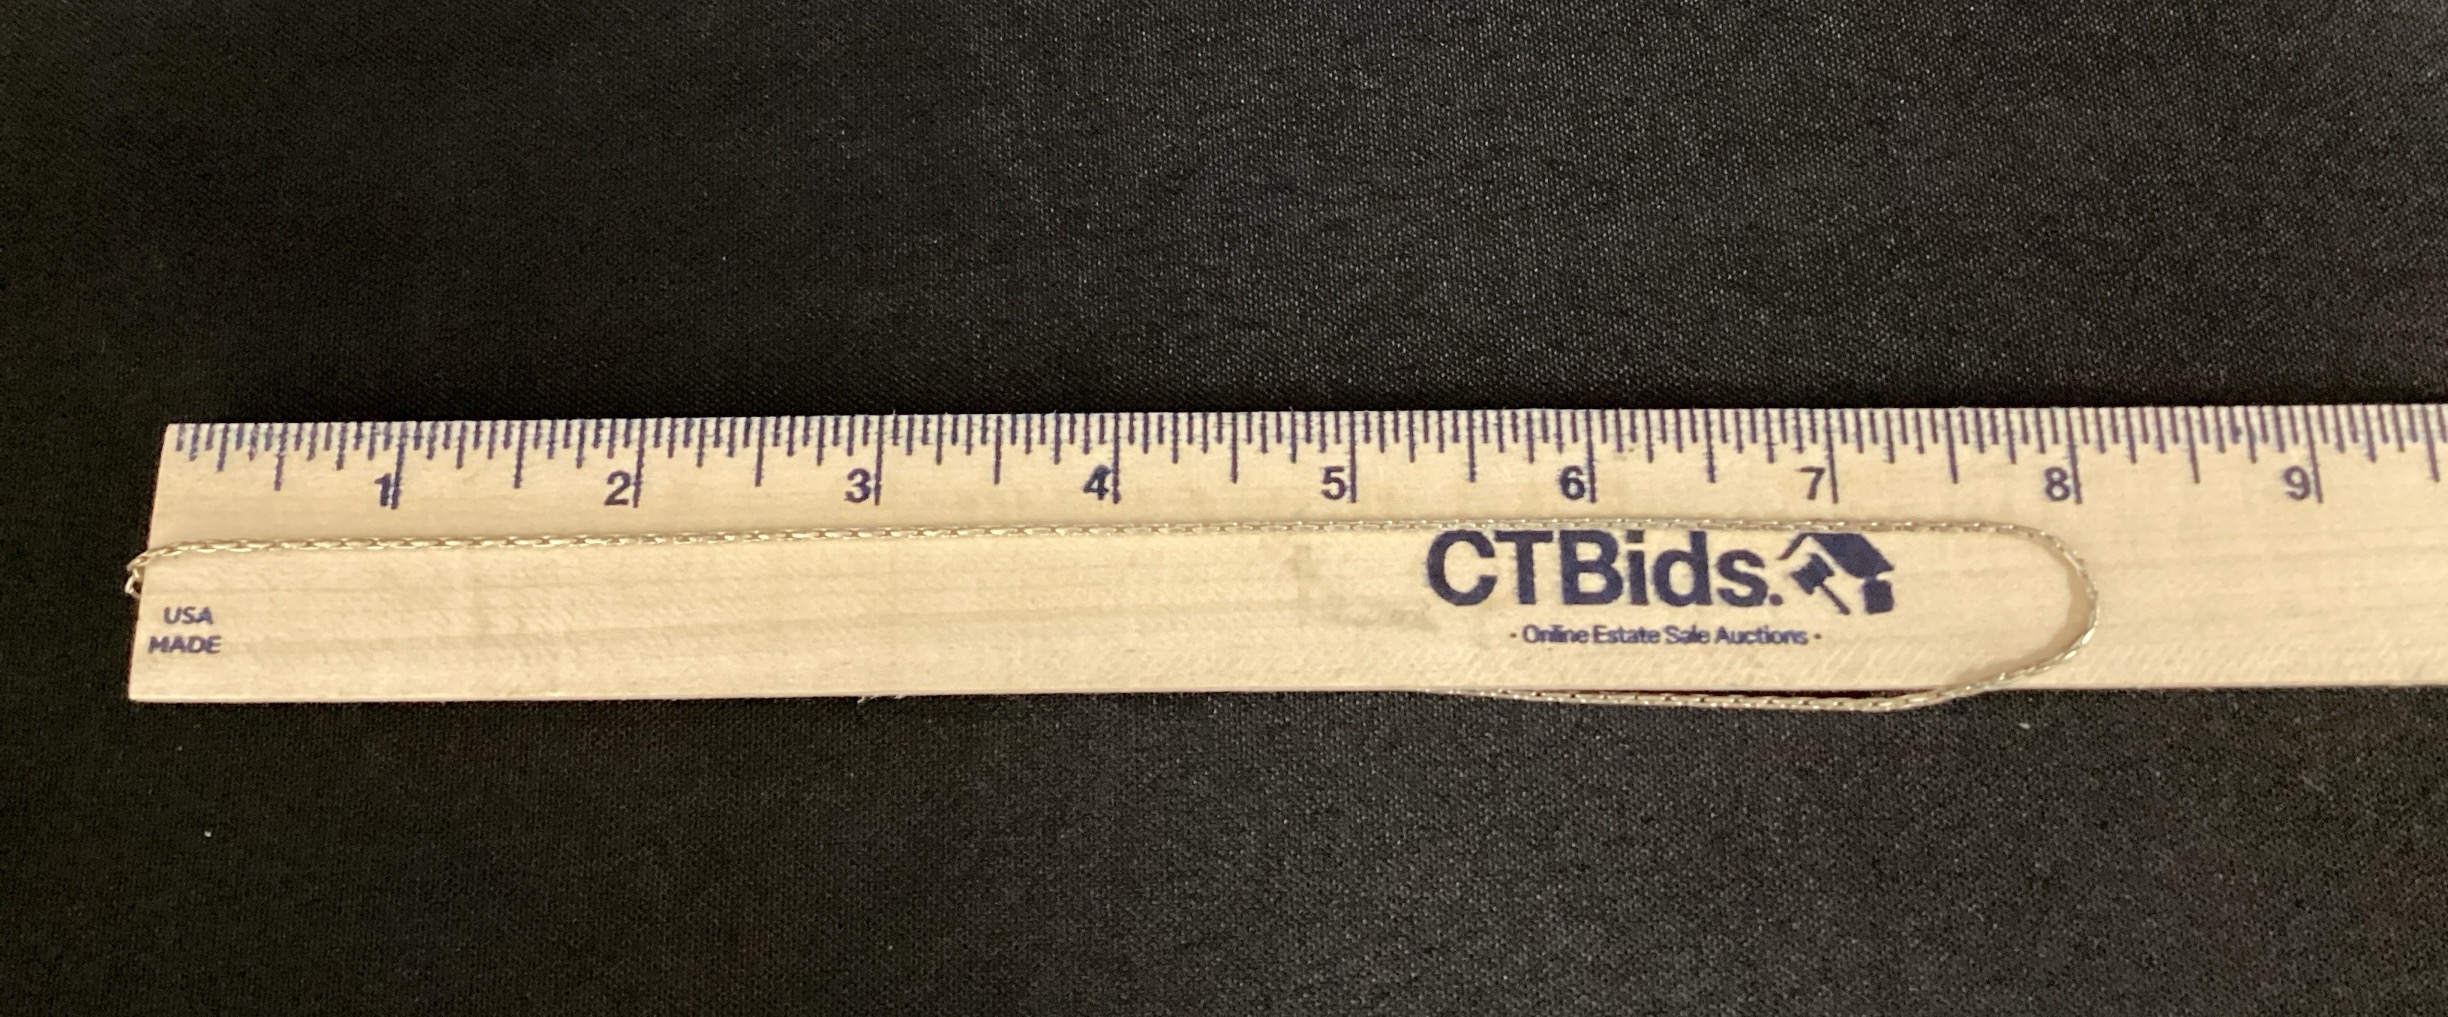 1 2 3 4 5 6 7 8 9
CTBids.
USA
MADE
- Online Estate Sale Auctions -